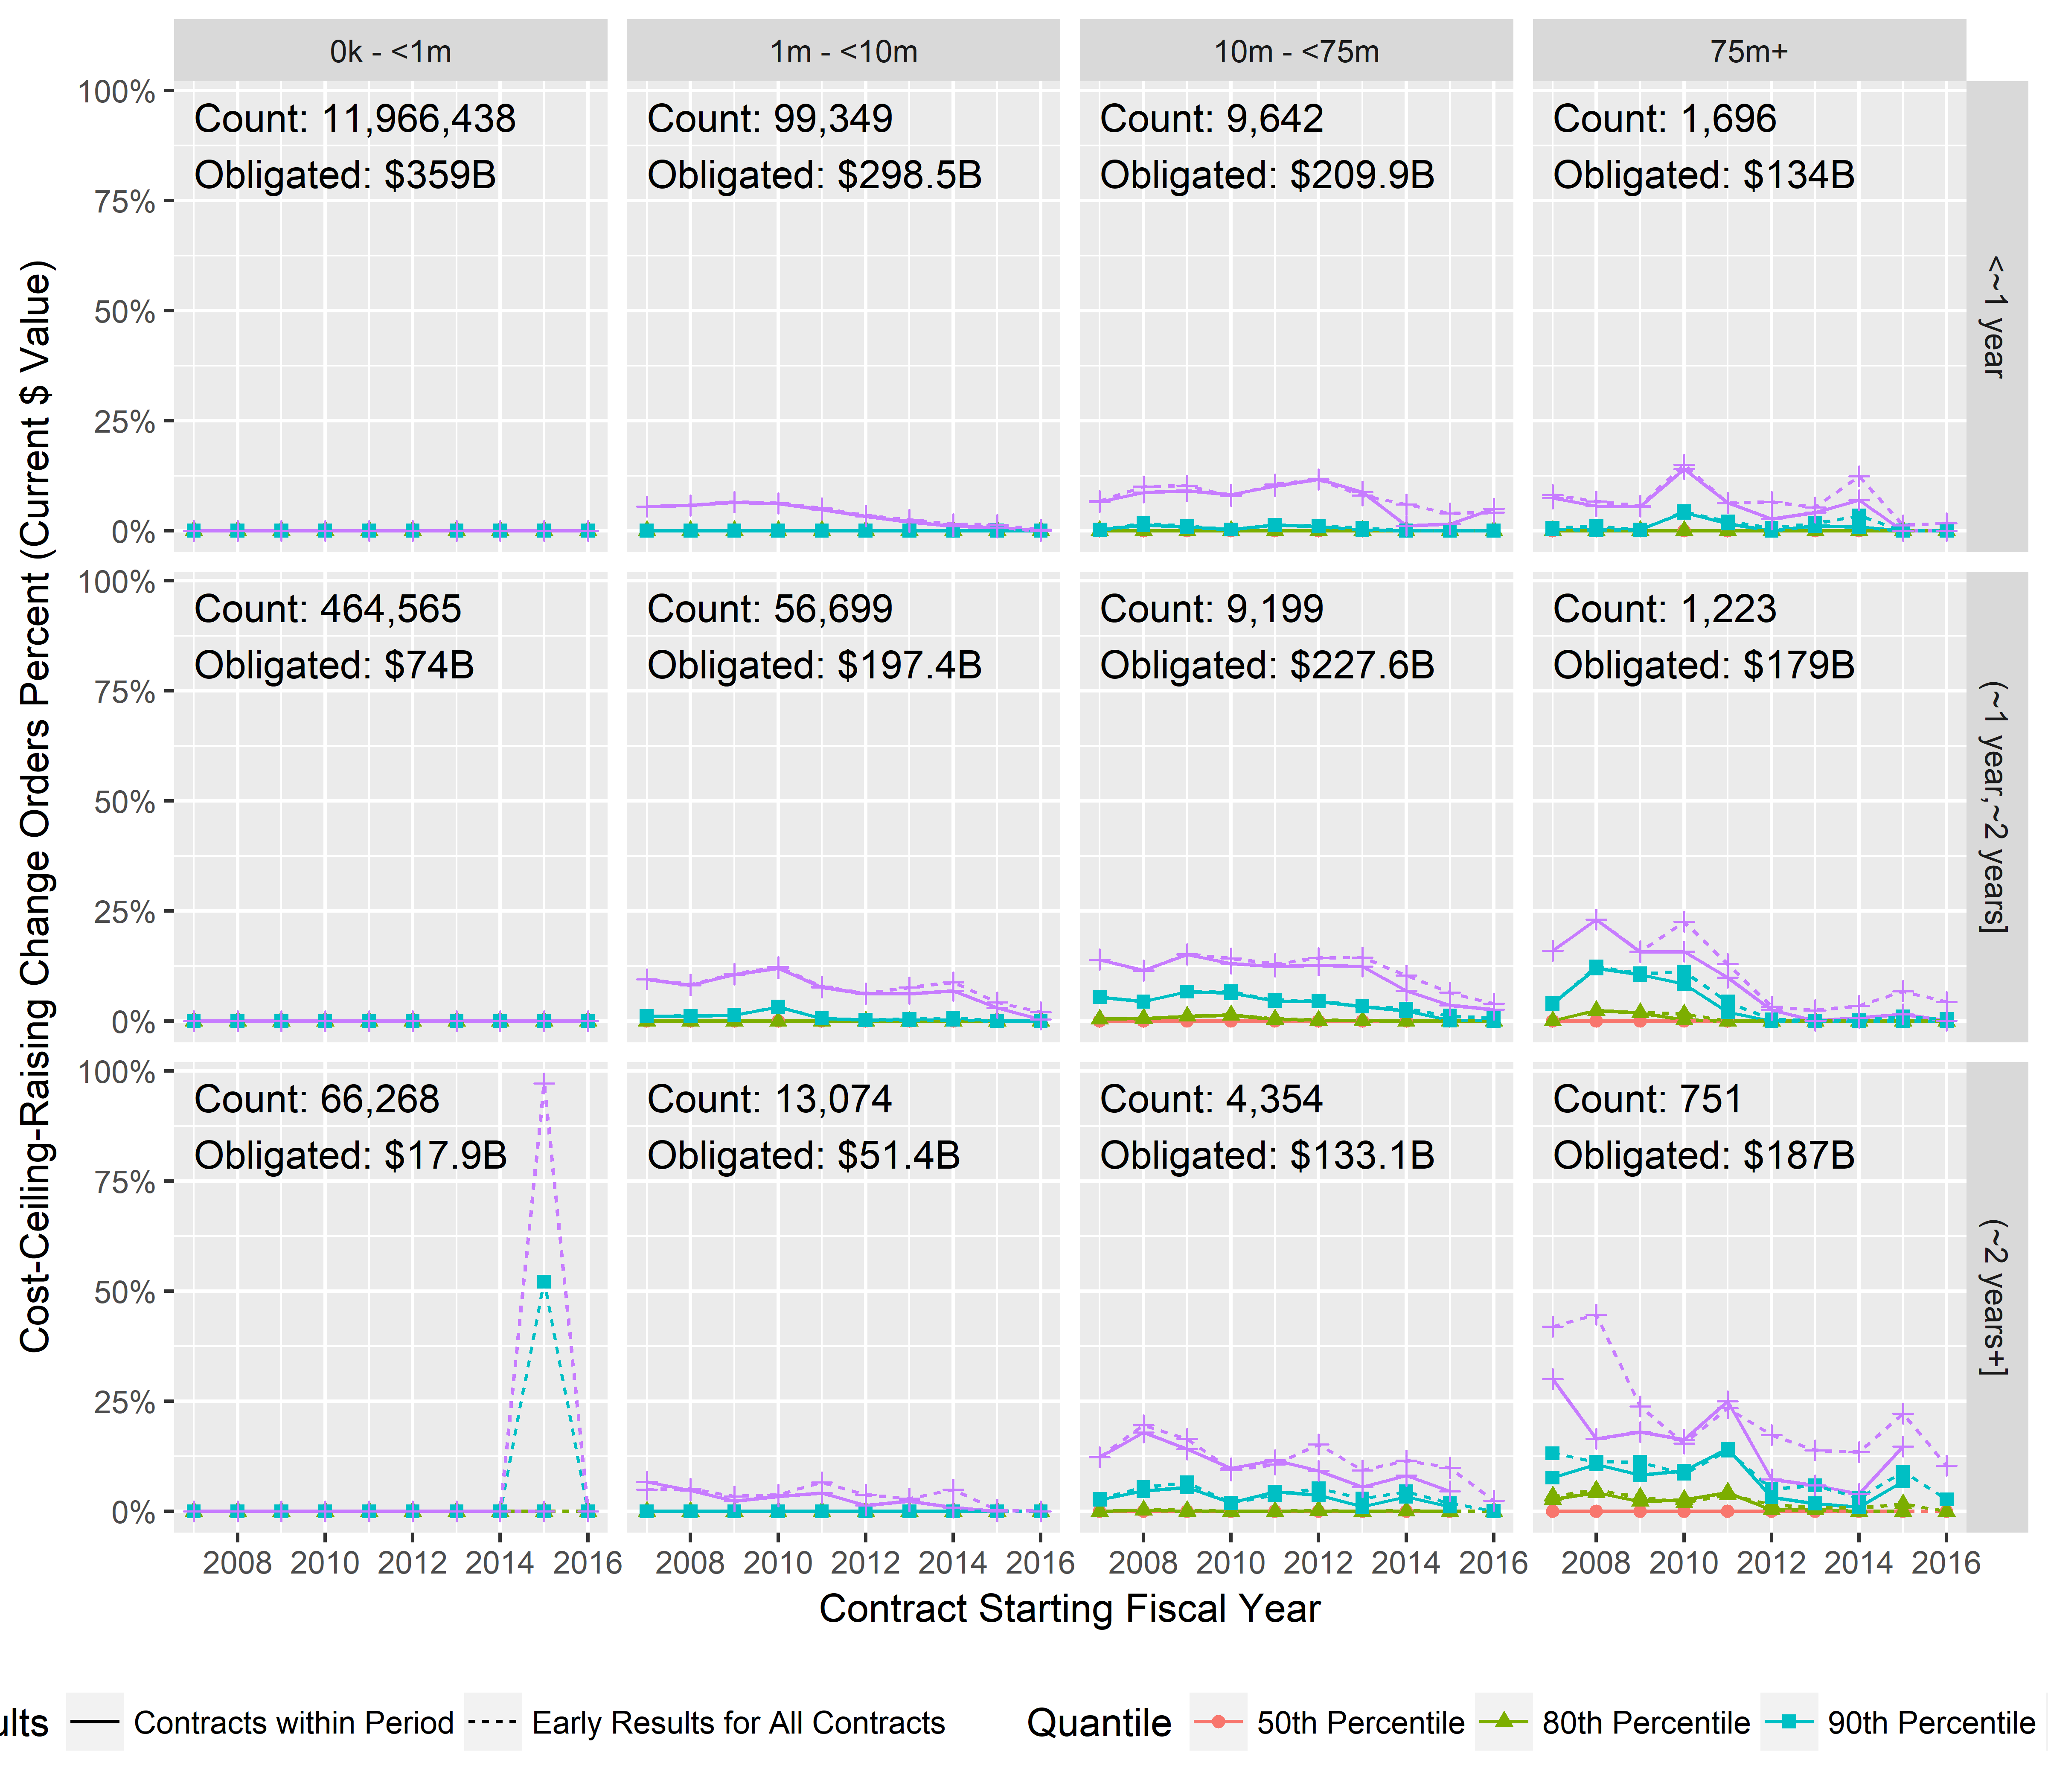 0k - <1m
1m - <10m
10m - <75m
75m+
Cost-Ceiling-Raising Change Orders Percent (Current $ Value)
100%
75%
50%
25%
0%
Count: 11,966,438
Obligated: $359B
Count: 99,349
Obligated: $298.5B
Count: 9,642
Obligated: $209.9B
Count: 1,696
Obligated: $134B
<~1 year
100%
75%
50%
25%
0%
Count: 464,565
Obligated: $74B
Count: 56,699
Obligated: $197.4B
Count: 9,199
Obligated: $227.6B
Count: 1,223
Obligated: $179B
(~1 year,~2 years]
100%
75%
50%
25%
0%
Count: 66,268
Obligated: $17.9B
Count: 13,074
Obligated: $51.4B
Count: 4,354
Obligated: $133.1B
Count: 751
Obligated: $187B
(~2 years+]
2008 2010 2012 2014 2016
2008 2010 2012 2014 2016
2008 2010 2012 2014 2016
2008 2010 2012 2014 2016
Contract Starting Fiscal Year
ults Contracts within Period Early Results for All Contracts Quantile 50th Percentile 80th Percentile 90th Percentile